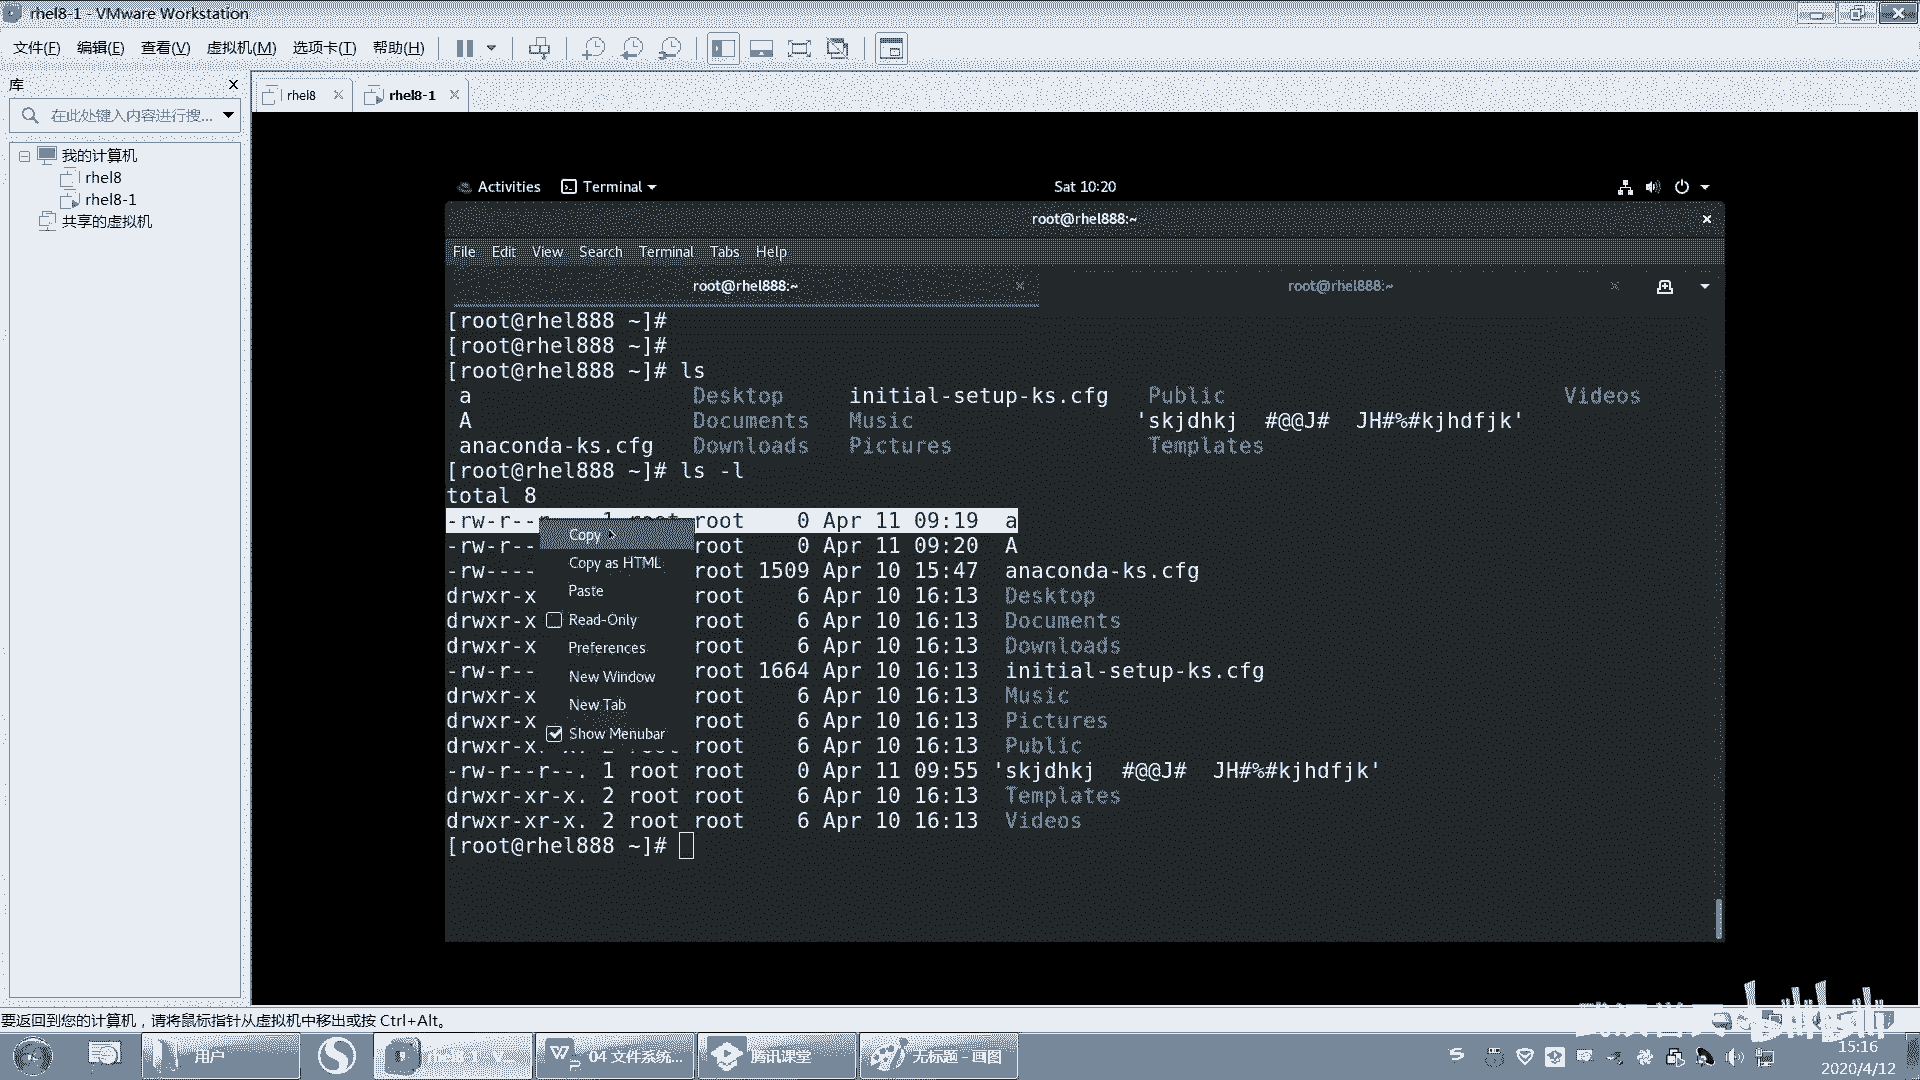 rhel8-1 - VMware Workstation
文件(F) 编辑(E) 查看(V) 虚拟机(M) 选项卡(T) 帮助(H)
库
在此处键入内容进行搜...
我的计算机
rhel8
rhel8-1
共享的虚拟机
rhel8 rhel8-1
Activities Terminal Sat 10:20
root@rhel888:~
File Edit View Search Terminal Tabs Help
root@rhel888:~ root@rhel888:~
[root@rhel888 ~]#
[root@rhel888 ~]#
[root@rhel888 ~]# ls
a Desktop initial-setup-ks.cfg Public Videos
A Documents Music 'skjdhkj  #@@J#  JH#%#kjhdfjk'
anaconda-ks.cfg Downloads Pictures Templates
[root@rhel888 ~]# ls -l
total 8
-rw-r--r-- 1 root root 0 Apr 11 09:19 a
-rw-r-- root 0 Apr 11 09:20 A
-rw---- root 1509 Apr 10 15:47 anaconda-ks.cfg
drwxr-x root 6 Apr 10 16:13 Desktop
drwxr-x root 6 Apr 10 16:13 Documents
drwxr-x root 6 Apr 10 16:13 Downloads
-rw-r-- root 1664 Apr 10 16:13 initial-setup-ks.cfg
drwxr-x root 6 Apr 10 16:13 Music
drwxr-x root 6 Apr 10 16:13 Pictures
drwxr-x root 6 Apr 10 16:13 Public
-rw-r--r--. 1 root root 0 Apr 11 09:55 'skjdhkj  #@@J#  JH#%#kjhdfjk'
drwxr-xr-x. 2 root root 6 Apr 10 16:13 Templates
drwxr-xr-x. 2 root root 6 Apr 10 16:13 Videos
[root@rhel888 ~]#
Copy
Copy as HTML
Paste
Read-Only
Preferences
New Window
New Tab
Show Menubar
要返回到您的计算机，请将鼠标指针从虚拟机中移出或按 Ctrl+Alt。
bilibili
用户 rhel8-1 - V... 04 文件系统... 腾讯课堂 无标题 - 画图
15:16
2020/4/12